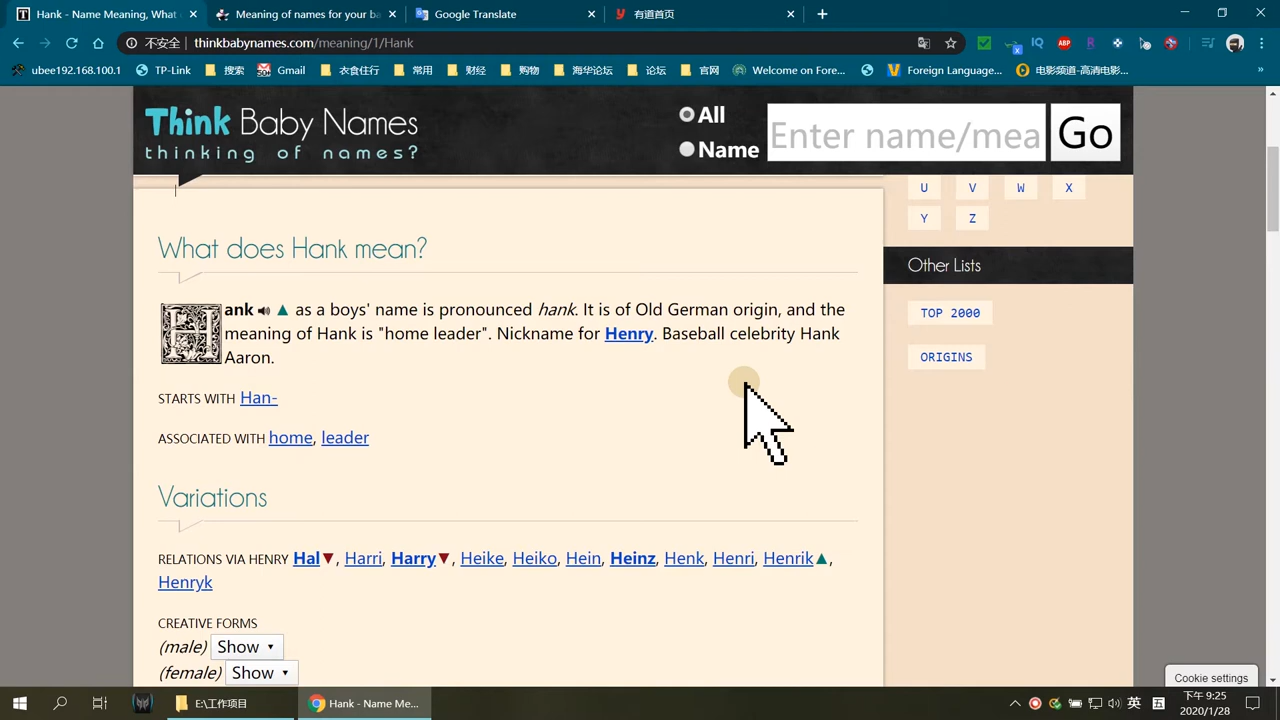 Hank - Name Meaning, What
Meaning of names for your ba
Google Translate
有道首页
不安全
thinkbabynames.com/meaning/1/Hank
ubee192.168.100.1
TP-Link
搜索
Gmail
衣食住行
常用
财经
购物
海华论坛
论坛
官网
Welcome on Fore...
Foreign Language...
电影频道-高清电影...
Think Baby Names
thinking of names?
All
Name
Enter name/mea
Go
U V W X
Y Z
Other Lists
TOP 2000
ORIGINS
What does Hank mean?
Hank ▲ as a boys' name is pronounced hank. It is of Old German origin, and the
meaning of Hank is "home leader". Nickname for Henry. Baseball celebrity Hank
Aaron.
STARTS WITH Han-
ASSOCIATED WITH home, leader
Variations
RELATIONS VIA HENRY Hal▼, Harri, Harry▼, Heike, Heiko, Hein, Heinz, Henk, Henri, Henrik▲,
Henryk
CREATIVE FORMS
(male) Show
(female) Show
Cookie settings
E:\工作项目
Hank - Name Me...
英
下午 9:25
2020/1/28